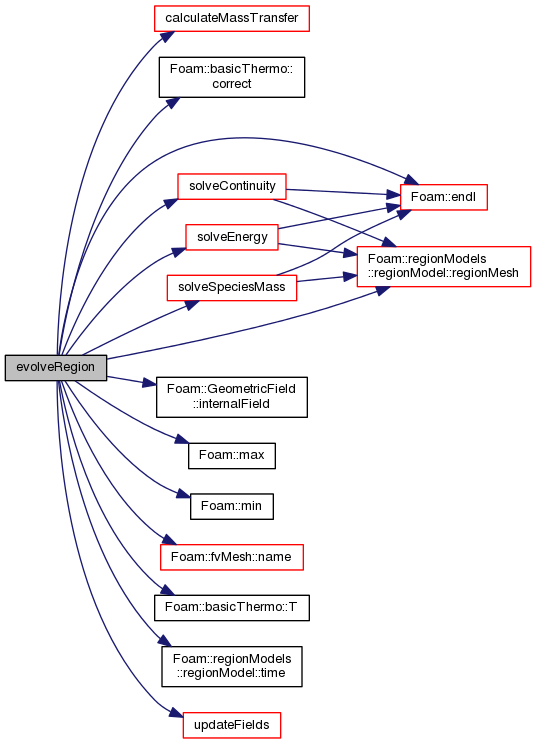 calculateMassTransfer
Foam::basicThermo::
correct
solveContinuity
Foam::endl
solveEnergy
Foam::regionModels
::regionModel::regionMesh
solveSpeciesMass
evolveRegion
Foam::GeometricField
::internalField
Foam::max
Foam::min
Foam::fvMesh::name
Foam::basicThermo::T
Foam::regionModels
::regionModel::time
updateFields